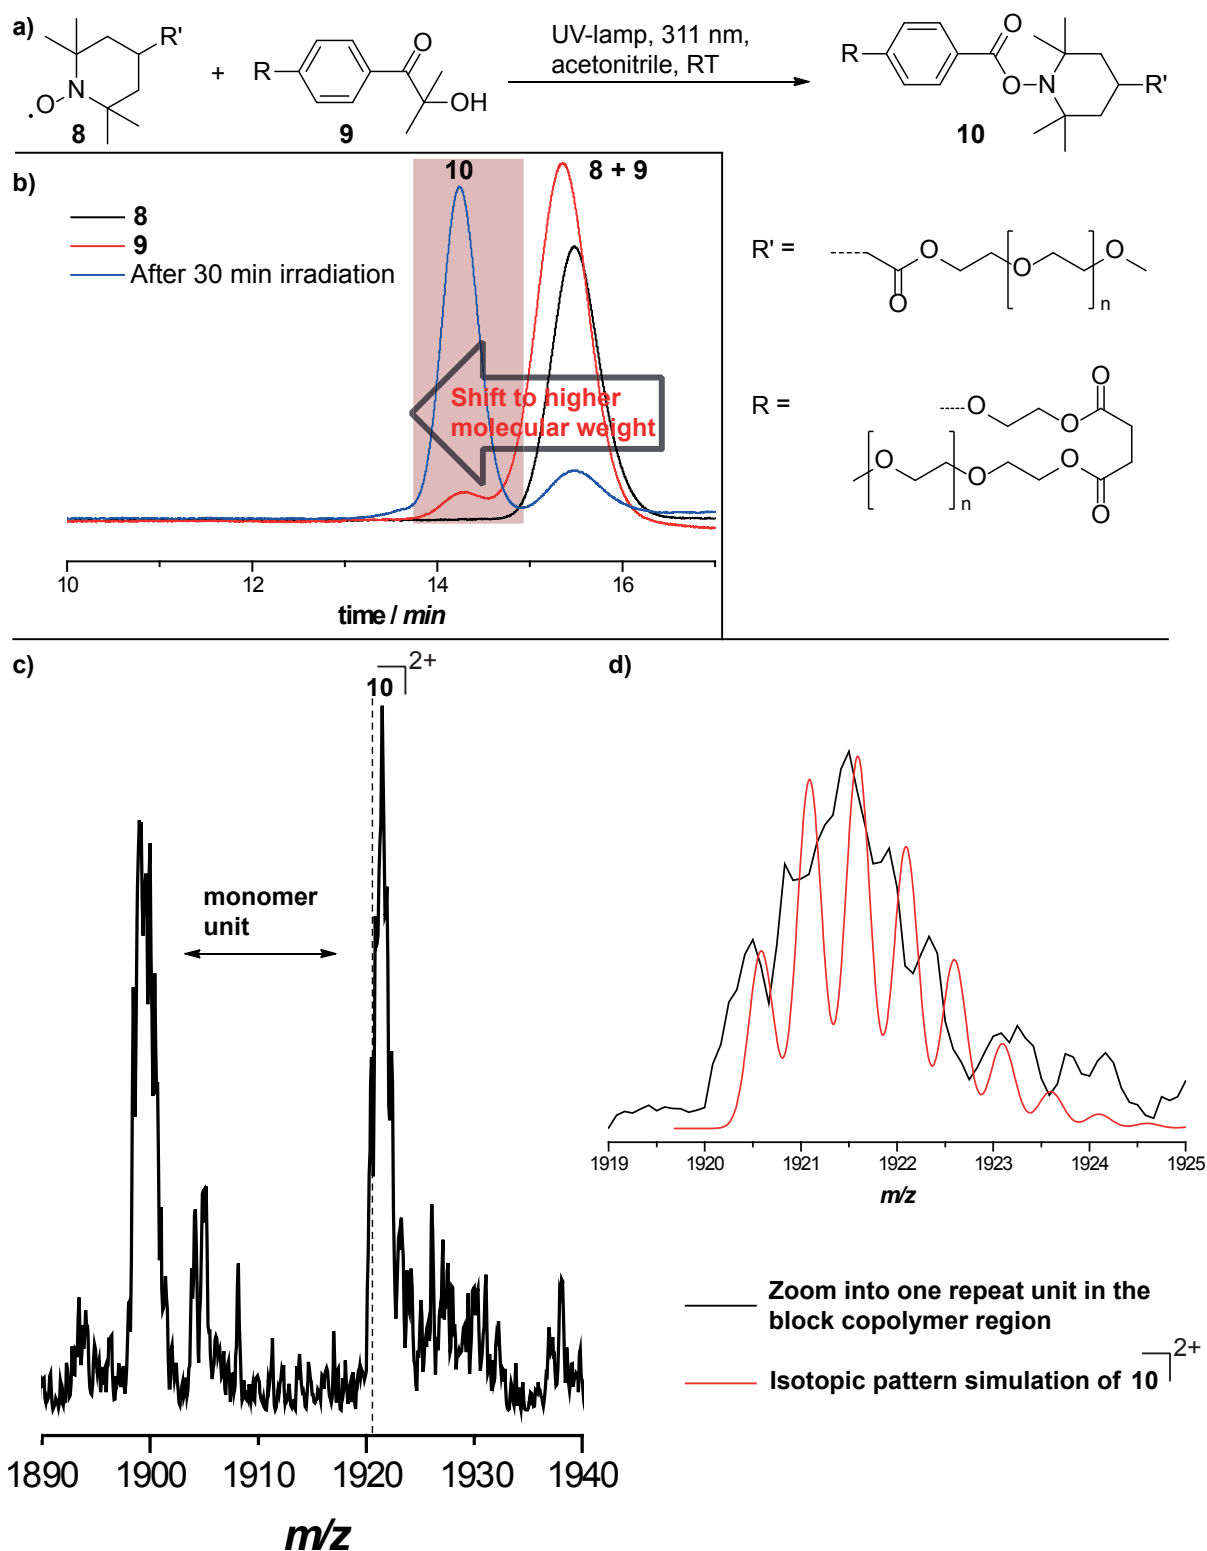 a)
R'
N
O
•
8
+
R
O
OH
9
UV-lamp, 311 nm,
acetonitrile, RT
R
O
O
N
R'
10
b)
10
8 + 9
8
9
After 30 min irradiation
Shift to higher
molecular weight
10
12
14
16
time / min
R' =
O
O
O
O
n
R =
O
O
O
O
O
O
O
n
c)
10
2+
monomer
unit
1890
1900
1910
1920
1930
1940
m/z
d)
1919
1920
1921
1922
1923
1924
1925
m/z
Zoom into one repeat unit in the
block copolymer region
Isotopic pattern simulation of 10
2+